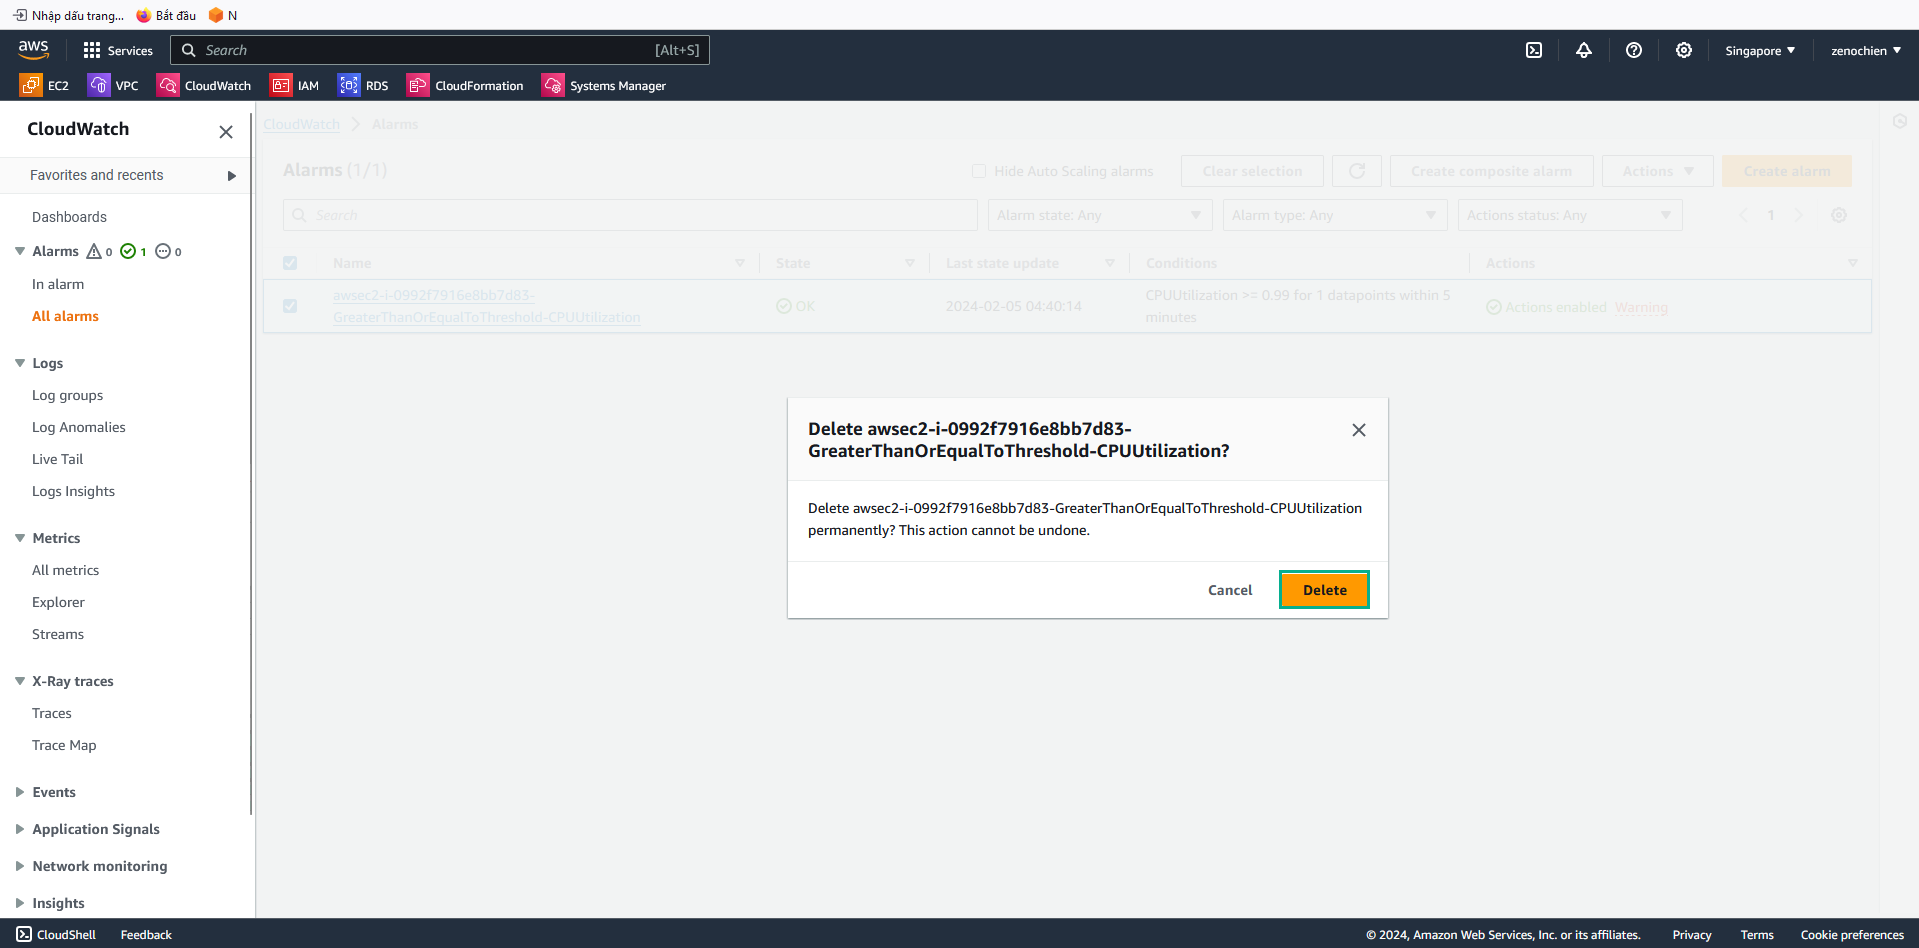 Nhập dấu trang...
Bắt đầu
N
aws
Services
Search
[Alt+S]
Singapore
zenochien
EC2
VPC
CloudWatch
IAM
RDS
CloudFormation
Systems Manager
CloudWatch
Favorites and recents
Dashboards
Alarms 0 1 0
In alarm
All alarms
Logs
Log groups
Log Anomalies
Live Tail
Logs Insights
Metrics
All metrics
Explorer
Streams
X-Ray traces
Traces
Trace Map
Events
Application Signals
Network monitoring
Insights
CloudWatch
Alarms
Alarms (1/1)
Hide Auto Scaling alarms
Clear selection
Create composite alarm
Actions
Create alarm
Search
Alarm state: Any
Alarm type: Any
Actions status: Any
1
Name
State
Last state update
Conditions
Actions
awsec2-i-0992f7916e8bb7d83-
GreaterThanOrEqualToThreshold-CPUUtilization
OK
2024-02-05 04:40:14
CPUUtilization >= 0.99 for 1 datapoints within 5
minutes
Actions enabled Warning
Delete awsec2-i-0992f7916e8bb7d83-
GreaterThanOrEqualToThreshold-CPUUtilization?
Delete awsec2-i-0992f7916e8bb7d83-GreaterThanOrEqualToThreshold-CPUUtilization
permanently? This action cannot be undone.
Cancel
Delete
CloudShell
Feedback
© 2024, Amazon Web Services, Inc. or its affiliates.
Privacy
Terms
Cookie preferences